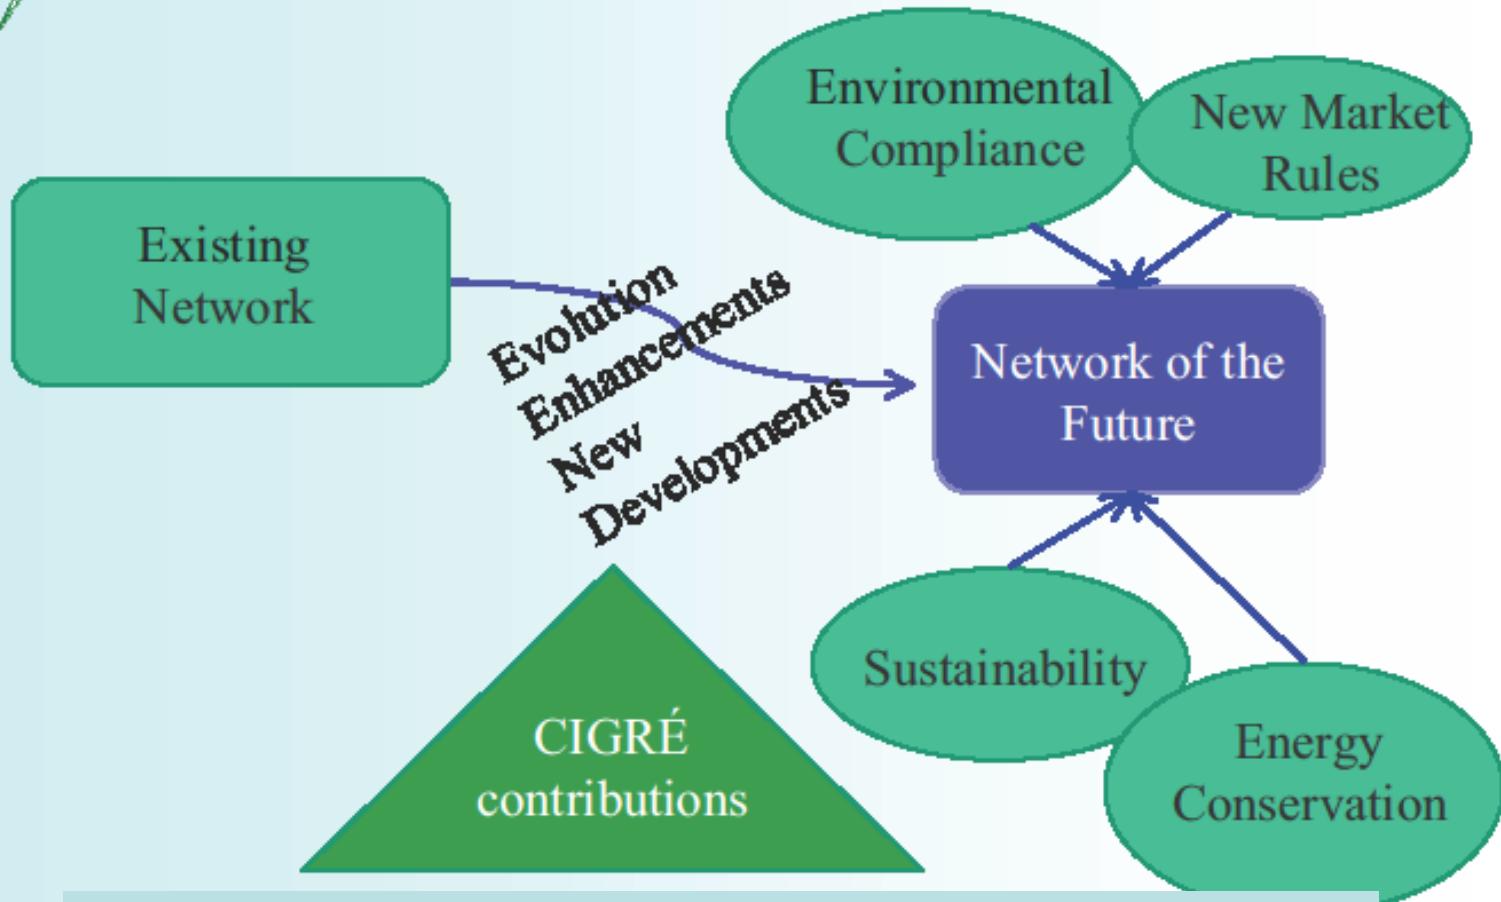 Environmental
Compliance
New Market
Rules
Existing
Network
Evolution
Enhancements
New
Developments
Network of the
Future
Sustainability
Energy
Conservation
CIGRÉ
contributions